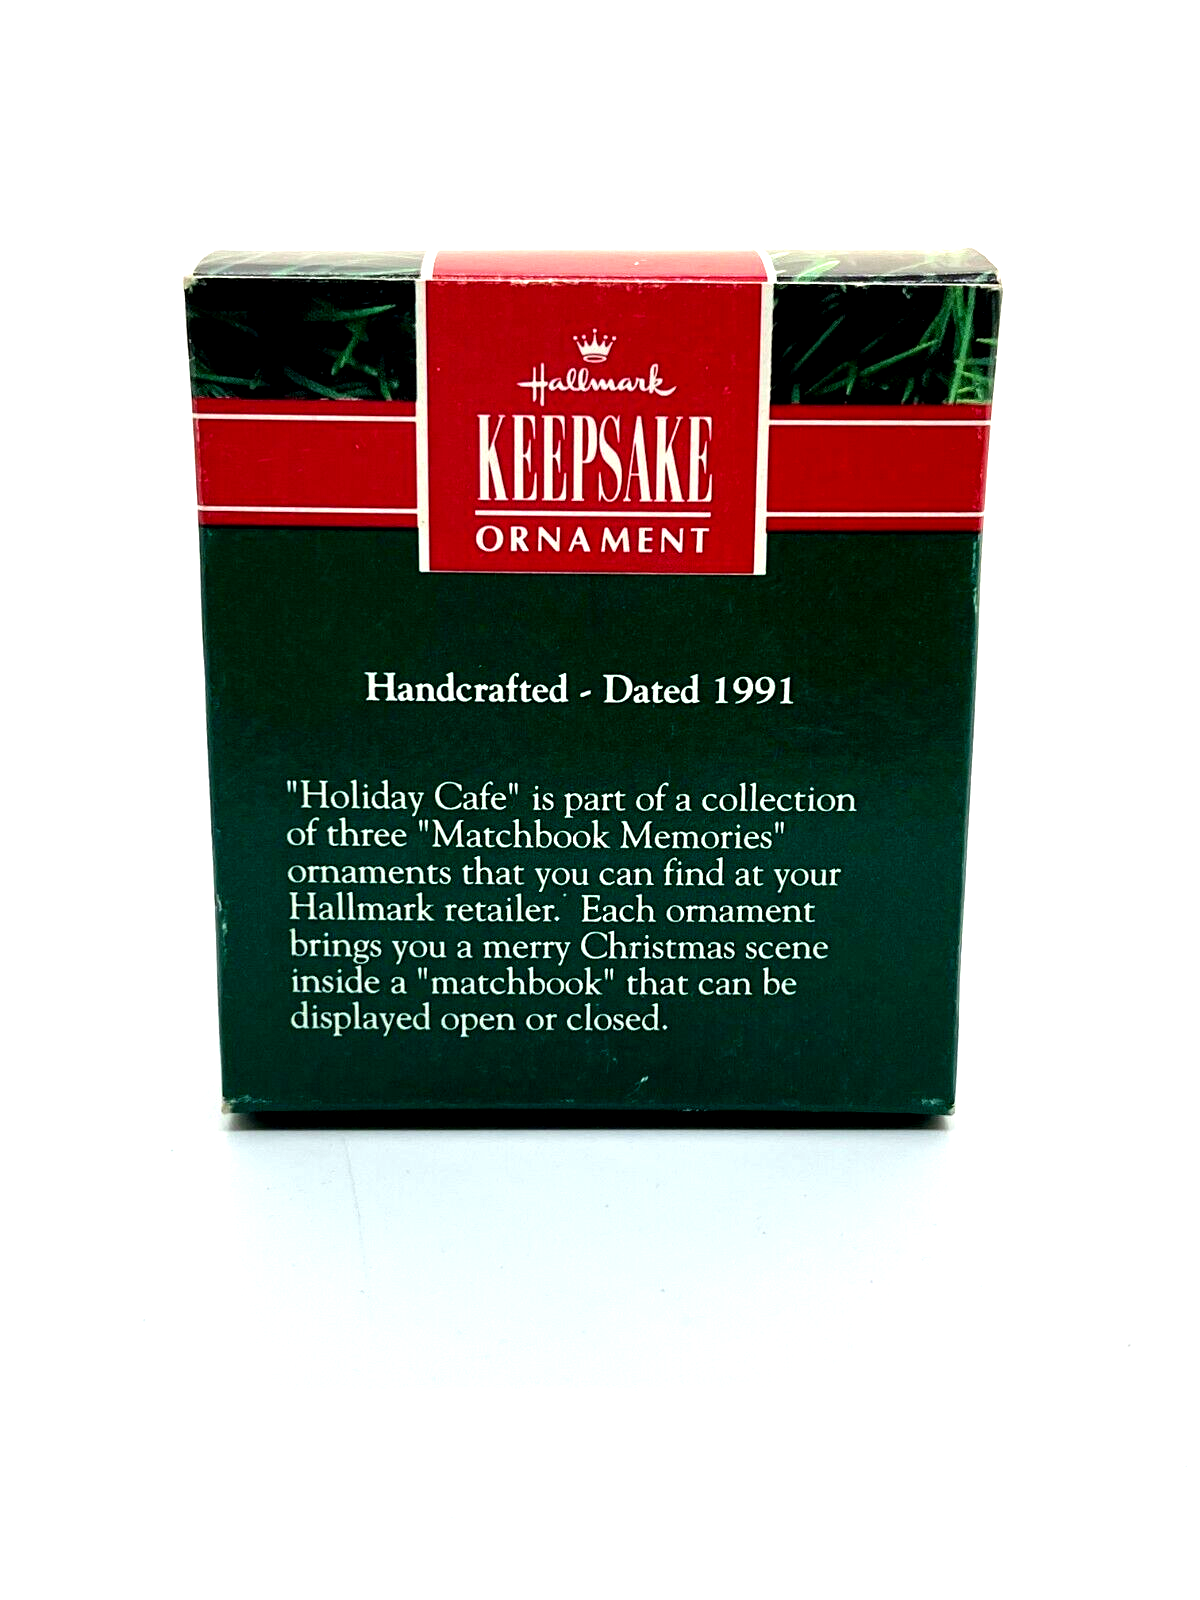 Hallmark
KEEPSAKE
ORNAMENT
Handcrafted - Dated 1991
"Holiday Cafe" is part of a collection
of three "Matchbook Memories"
ornaments that you can find at your
Hallmark retailer. Each ornament
brings you a merry Christmas scene
inside a "matchbook" that can be
displayed open or closed.